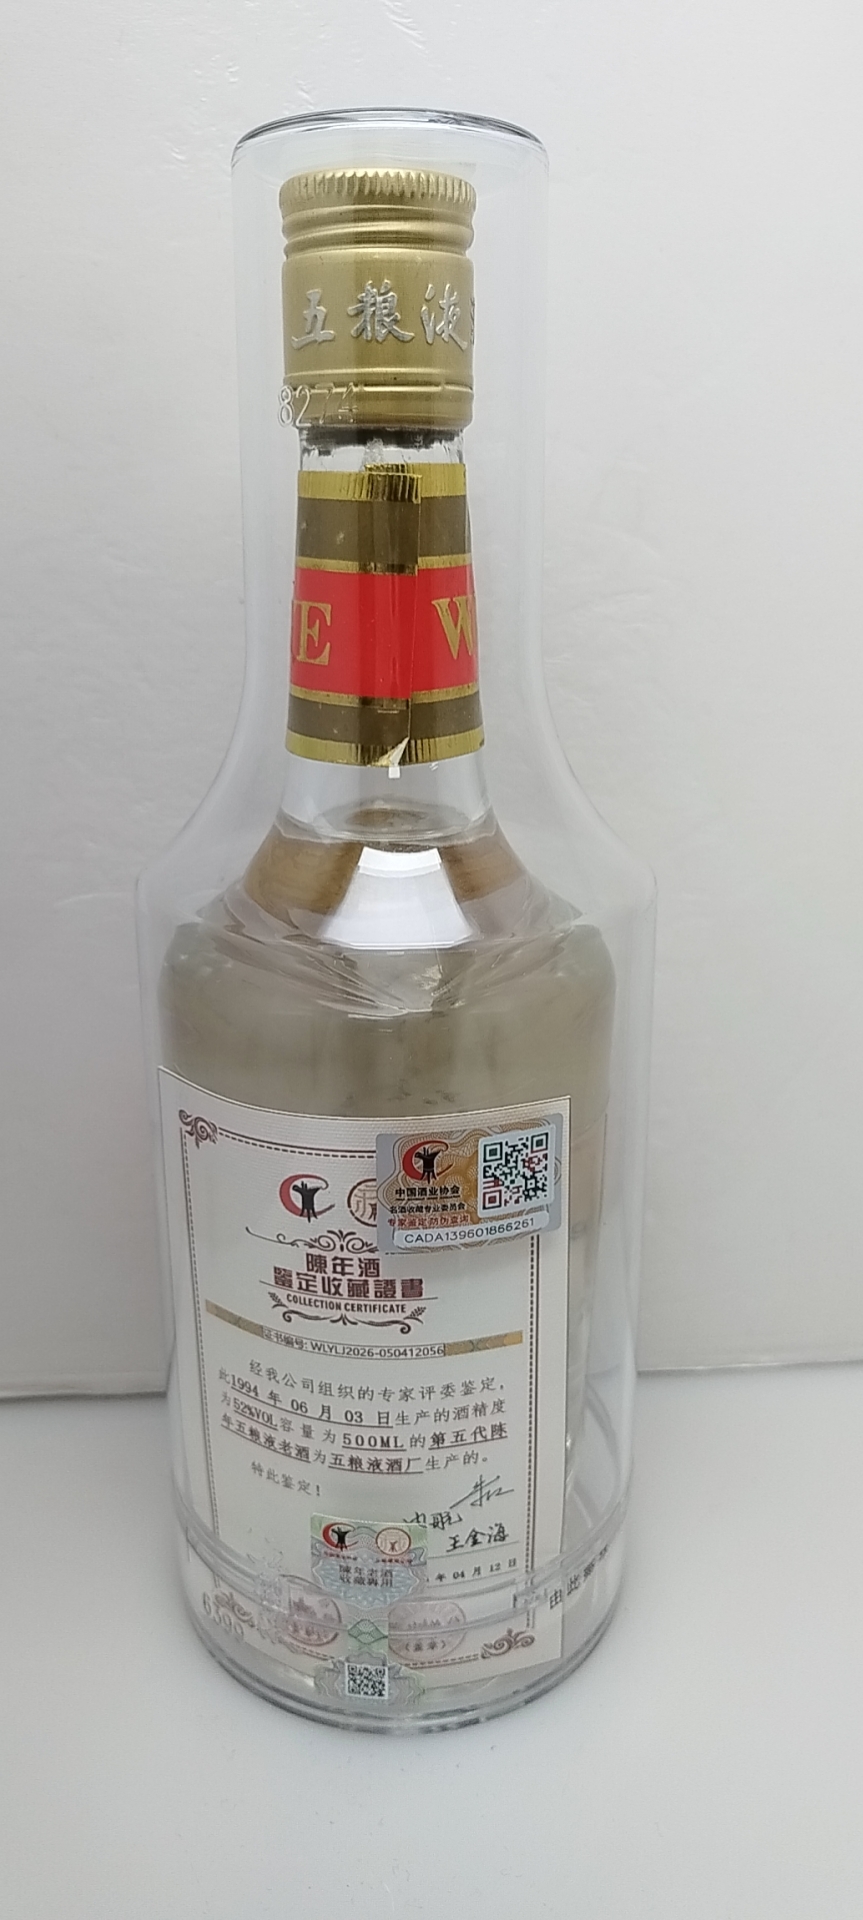 五粮液
8274
E W
中国酒业协会
名酒收藏专业委员会
专家鉴定 防伪查询
CADA139601866261
陳年酒
鑒定收藏證書
COLLECTION CERTIFICATE
证书编号: WLYLJ2026-050412056
经我公司组织的专家评委鉴定，
此1994 年 06 月 03 日生产的酒精度
为52%VOL容量为500ML的第五代陈
年五粮液老酒为五粮液酒厂生产的。
特此鉴定！
王金海
年 04 月 12 日
陳年老酒
收藏專用
由此
6390
（盖章）